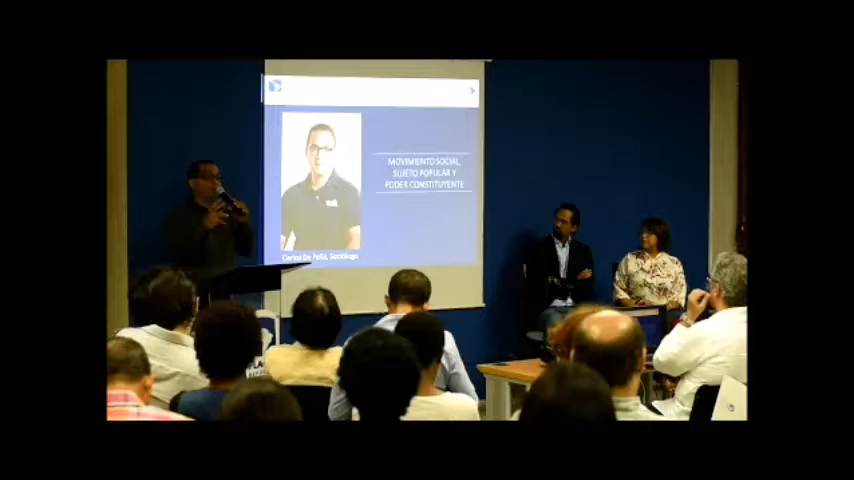 MOVIMIENTO SOCIAL,
SUJETO POPULAR Y
PODER CONSTITUYENTE
Carlos De Peña, Sociólogo